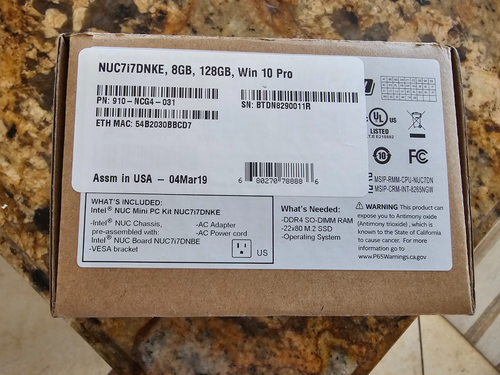 NUC7i7DNKE, 8GB, 128GB, Win 10 Pro
PN: 910-NCG4-031
SN: BTDN8290011R
ETH MAC: 54B2030BBCD7
Assm in USA - 04Mar19
6 80270 78888 6
UL
LISTED
10
FC
MSIP-RMM-CPU-NUC7DN
MSIP-CRM-INT-8265NGW
WHAT'S INCLUDED:
Intel® NUC Mini PC Kit NUC7i7DNKE
-Intel® NUC Chassis,
pre-assembled with:
Intel® NUC Board NUC7i7DNBE
-VESA bracket
-AC Adapter
-AC Power cord
US
What's Needed:
-DDR4 SO-DIMM RAM
-22x80 M.2 SSD
-Operating System
WARNING This product can
expose you to Antimony oxide
(Antimony trioxide) , which is
known to the State of California
to cause cancer. For more
information go to
www.P65Warnings.ca.gov